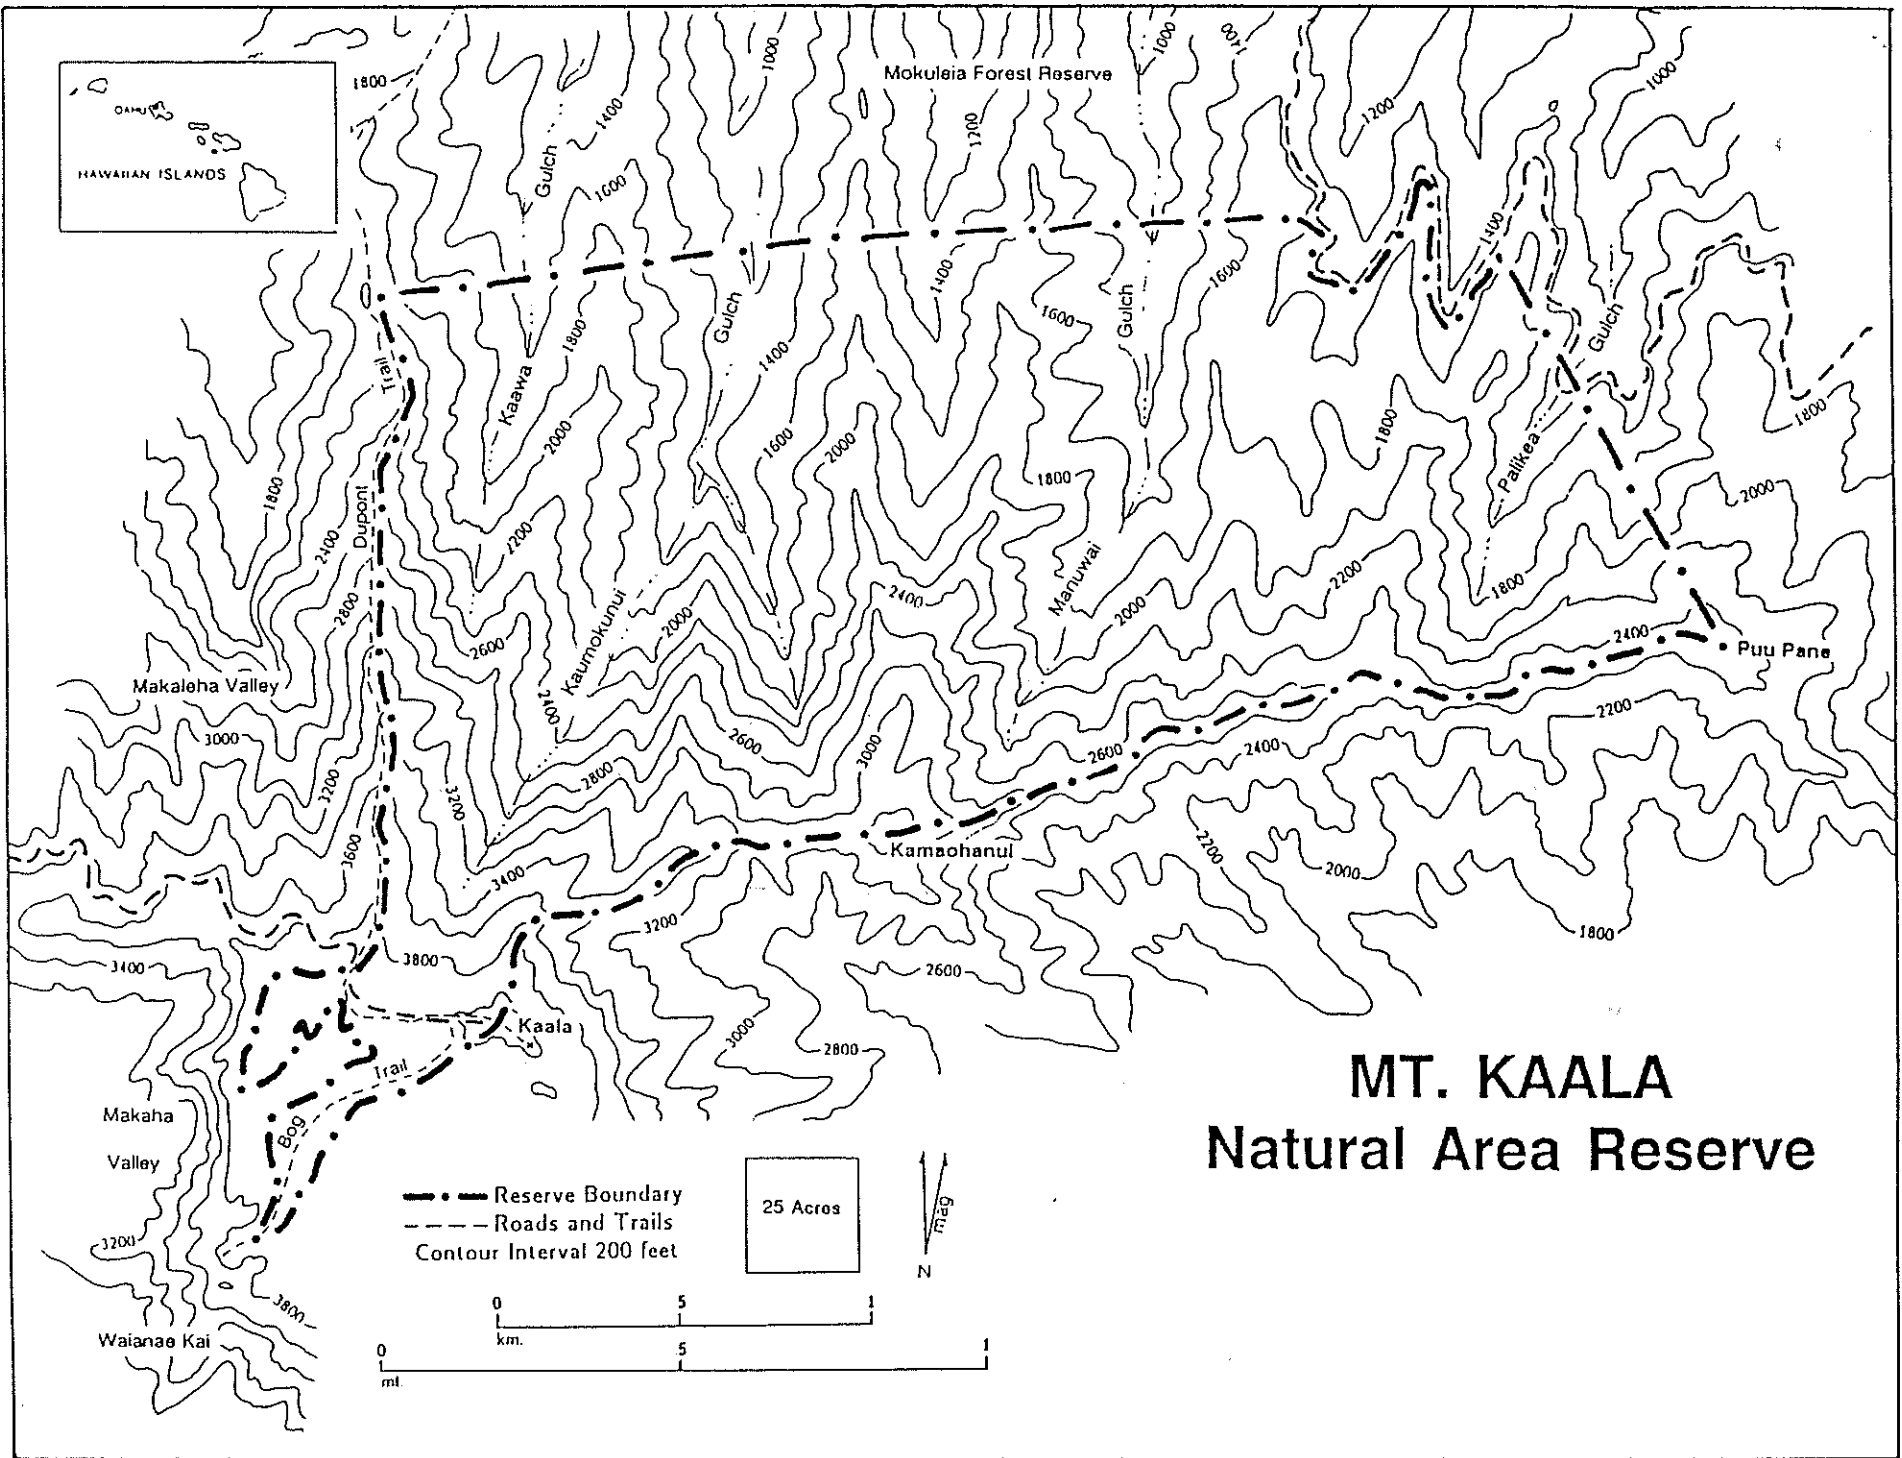 1800
1400
1000
Mokuleia Forest Reserve
1000
1400
1000
OAHU
HAWAIIAN ISLANDS
1200
1200
Gulch
1600
1400
1400
1600
Gulch
Gulch
1600
Gulch
Trail
1800
1400
Kaawa
2000
1600
2000
1800
1800
1800
Palikea
2000
Dupont
2400
2800
1800
2200
2400
2200
1800
Manuwai
2000
Kaumokunui
2000
2600
2400
2400
Puu Pane
Makaleha Valley
3000
2600
3000
2600
2400
2200
3200
3200
2800
3600
3400
Kamaohanui
2200
2000
3200
1800
3800
2600
3400
Kaala
3000
2800
Trail
Bog
Makaha
Valley
MT. KAALA
Natural Area Reserve
Reserve Boundary
Roads and Trails
Contour Interval 200 feet
25 Acres
mag
N
3200
3800
Waianae Kai
0 5 1
km.
0 5 1
mi.